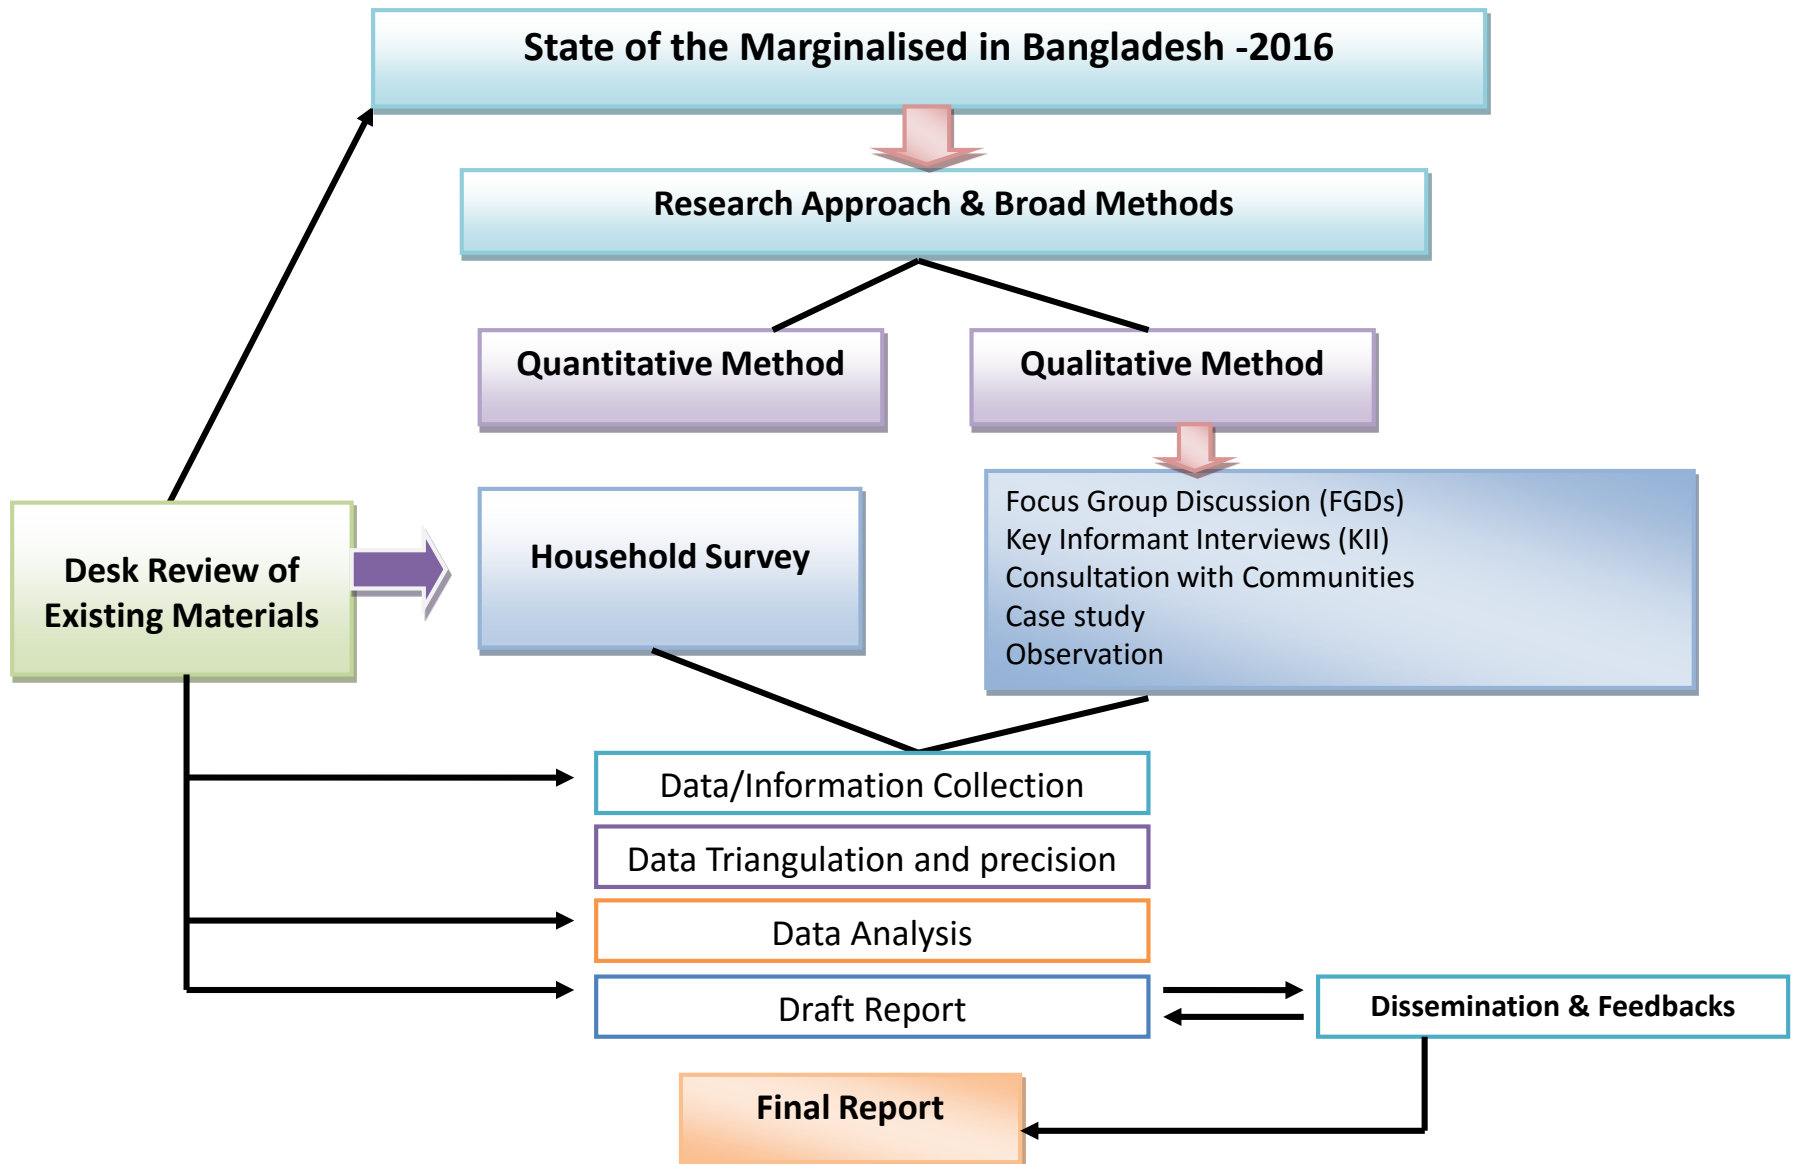 State of the Marginalised in Bangladesh -2016
Research Approach & Broad Methods
Quantitative Method
Qualitative Method
Desk Review of
Existing Materials
Household Survey
Focus Group Discussion (FGDs)
Key Informant Interviews (KII)
Consultation with Communities
Case study
Observation
Data/Information Collection
Data Triangulation and precision
Data Analysis
Draft Report
Dissemination & Feedbacks
Final Report